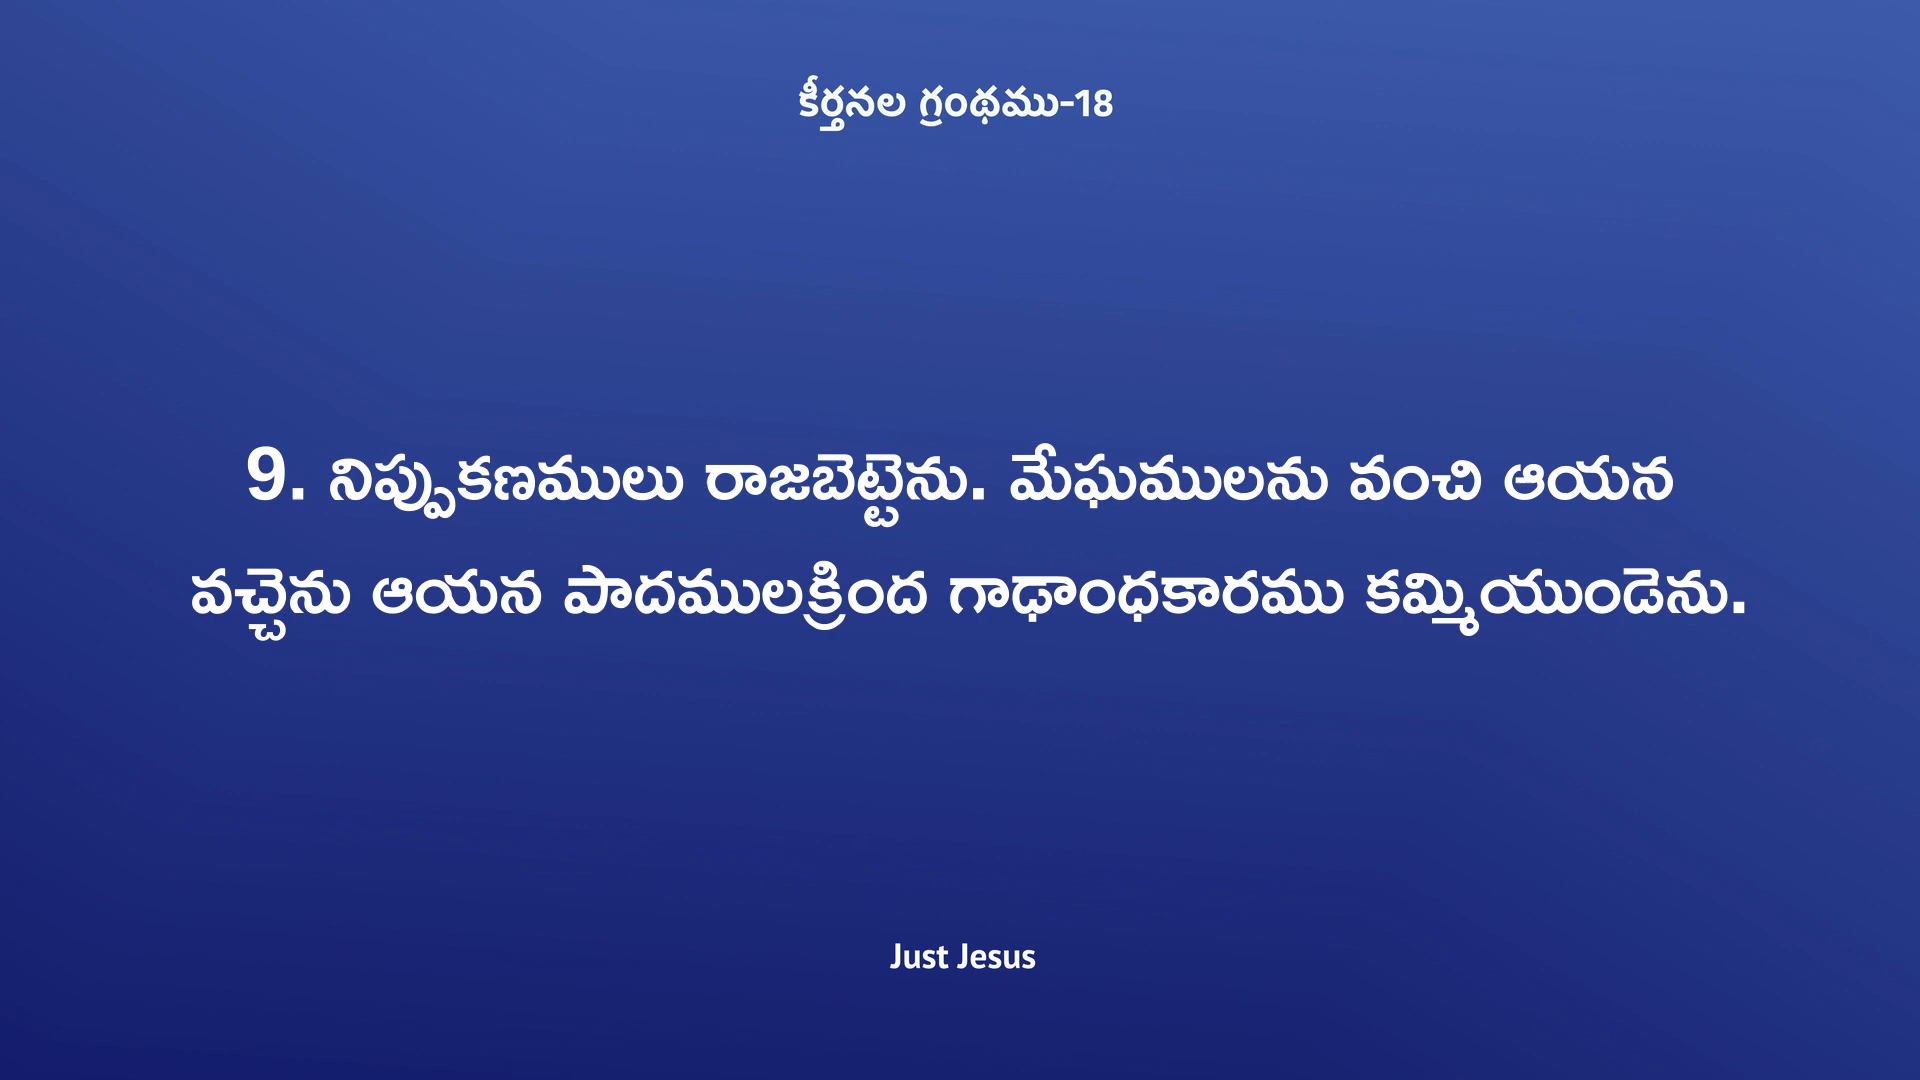 కీర్తనల గ్రంథము-18
9. నిప్పుకణములు రాజబెట్టెను. మేఘములను వంచి ఆయన
వచ్చెను ఆయన పాదములక్రింద గాఢాంధకారము కమ్మియుండెను.
Just Jesus